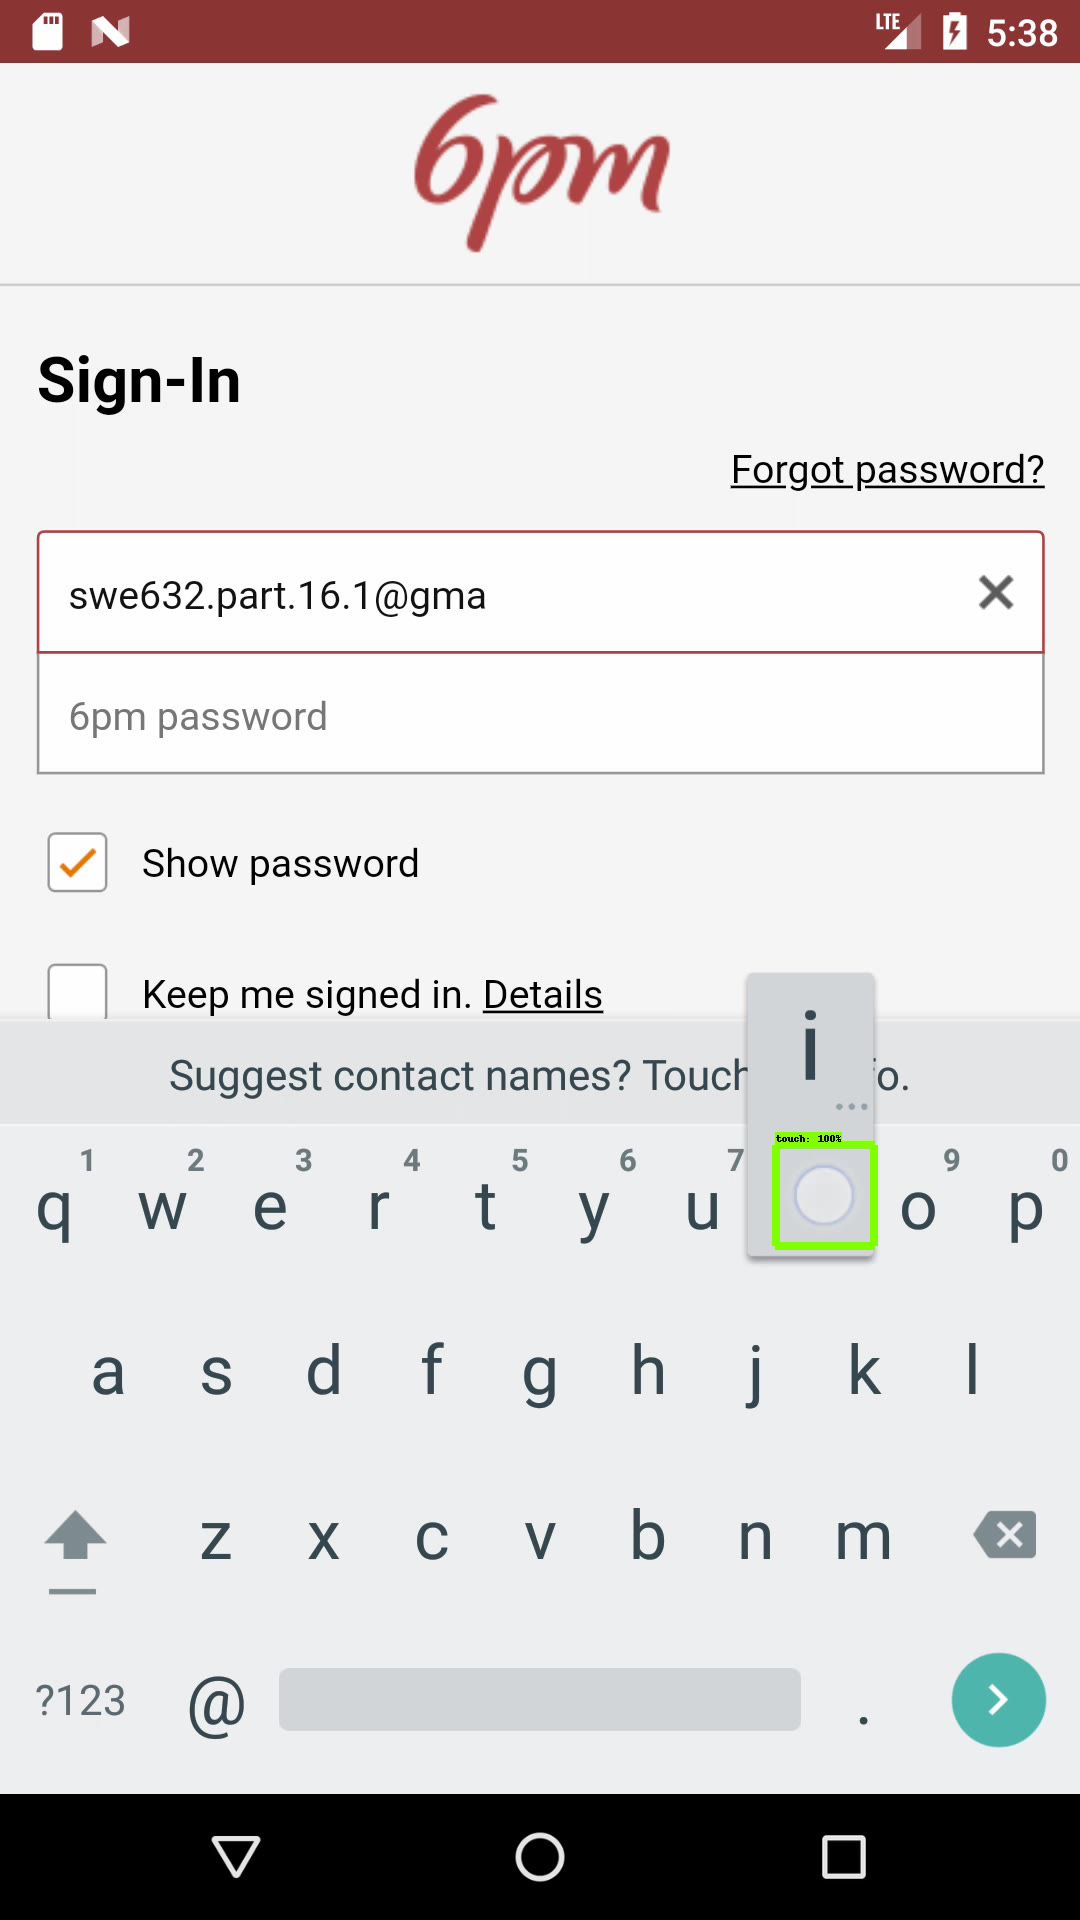 LTE 5:38
6pm
Sign-In
Forgot password?
swe632.part.16.1@gma
6pm password
Show password
Keep me signed in. Details
i
Suggest contact names? Touch fo.
touch: 100%
1 2 3 4 5 6 7 9 0
q w e r t y u o p
a s d f g h j k l
z x c v b n m
?123 @ .